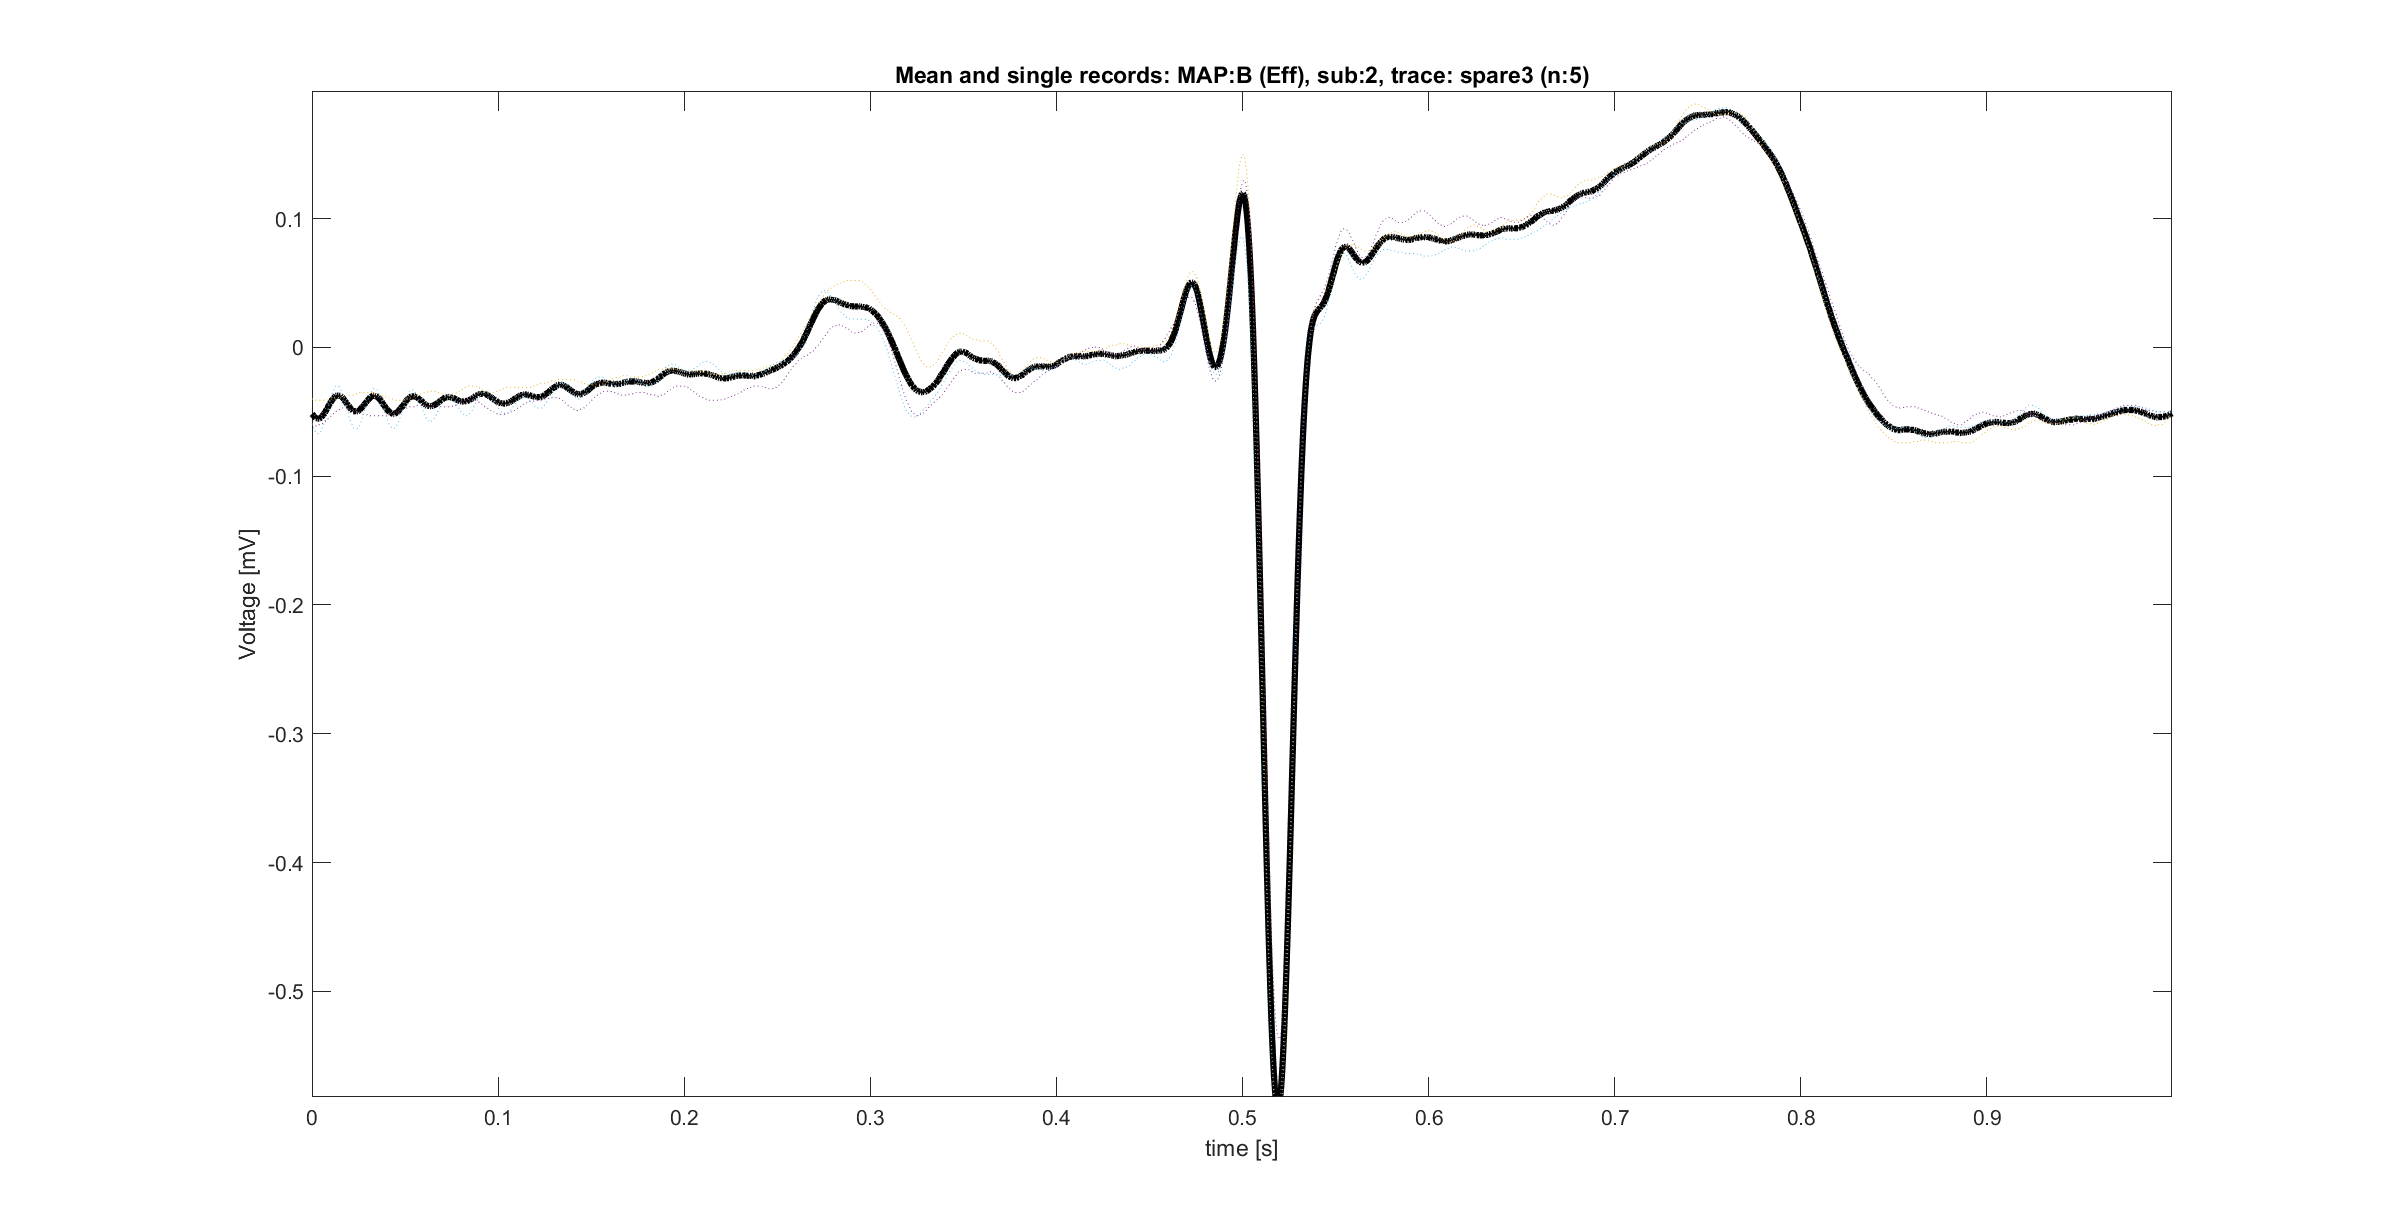 Mean and single records: MAP:B (Eff), sub:2, trace: spare3 (n:5)
0.1
0
-0.1
-0.2
-0.3
-0.4
-0.5
Voltage [mV]
0 0.1 0.2 0.3 0.4 0.5 0.6 0.7 0.8 0.9
time [s]